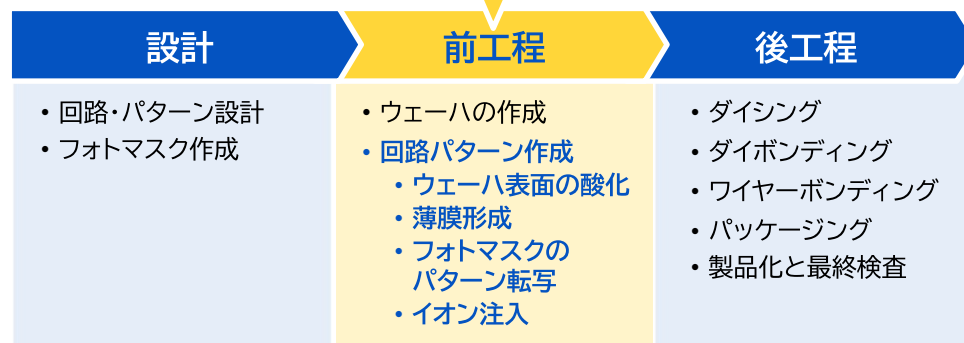 設計
・回路・パターン設計
・フォトマスク作成
前工程
・ウェーハの作成
・回路パターン作成
・ウェーハ表面の酸化
・薄膜形成
・フォトマスクの
パターン転写
・イオン注入
後工程
・ダイシング
・ダイボンディング
・ワイヤーボンディング
・パッケージング
・製品化と最終検査